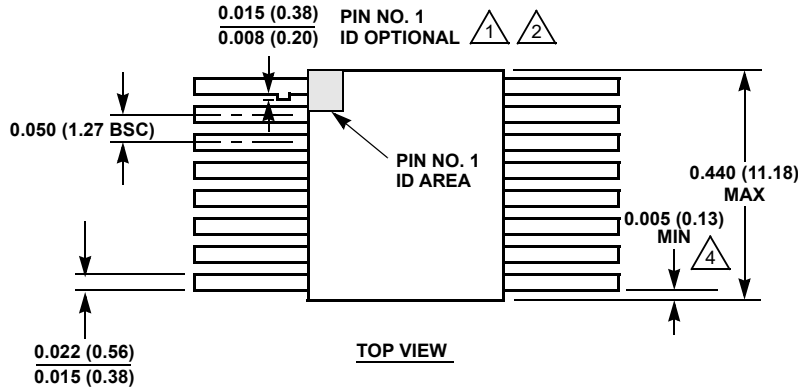 0.015 (0.38)
0.008 (0.20)
PIN NO. 1
ID OPTIONAL 1 2
0.050 (1.27 BSC)
PIN NO. 1
ID AREA
0.440 (11.18)
MAX
0.005 (0.13)
MIN 4
0.022 (0.56)
0.015 (0.38)
TOP VIEW